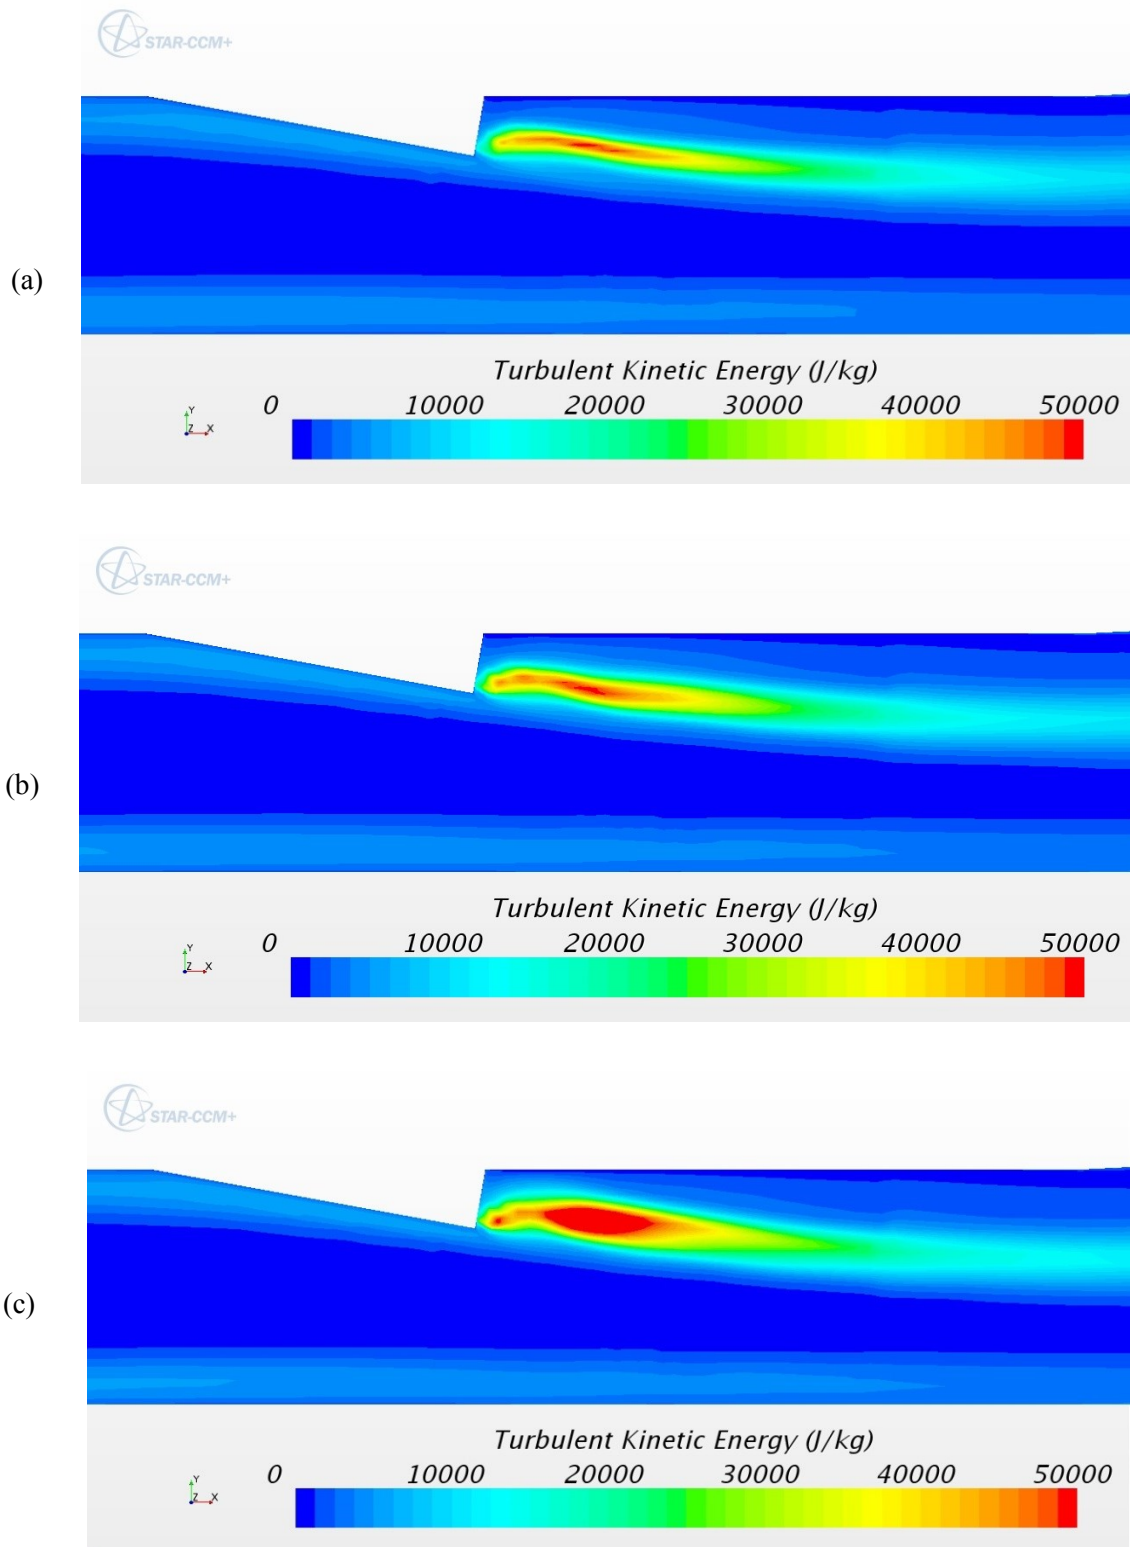 STAR-CCM+
(a)
Turbulent Kinetic Energy (J/kg)
0 10000 20000 30000 40000 50000
Y
Z X
STAR-CCM+
(b)
Turbulent Kinetic Energy (J/kg)
0 10000 20000 30000 40000 50000
Y
Z X
STAR-CCM+
(c)
Turbulent Kinetic Energy (J/kg)
0 10000 20000 30000 40000 50000
Y
Z X